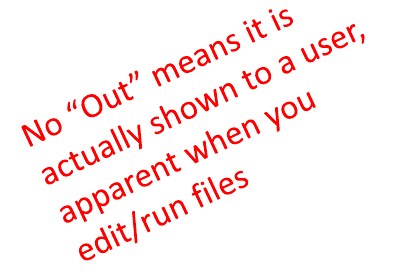 No “Out” means it is
actually shown to a user,
apparent when you
edit/run files